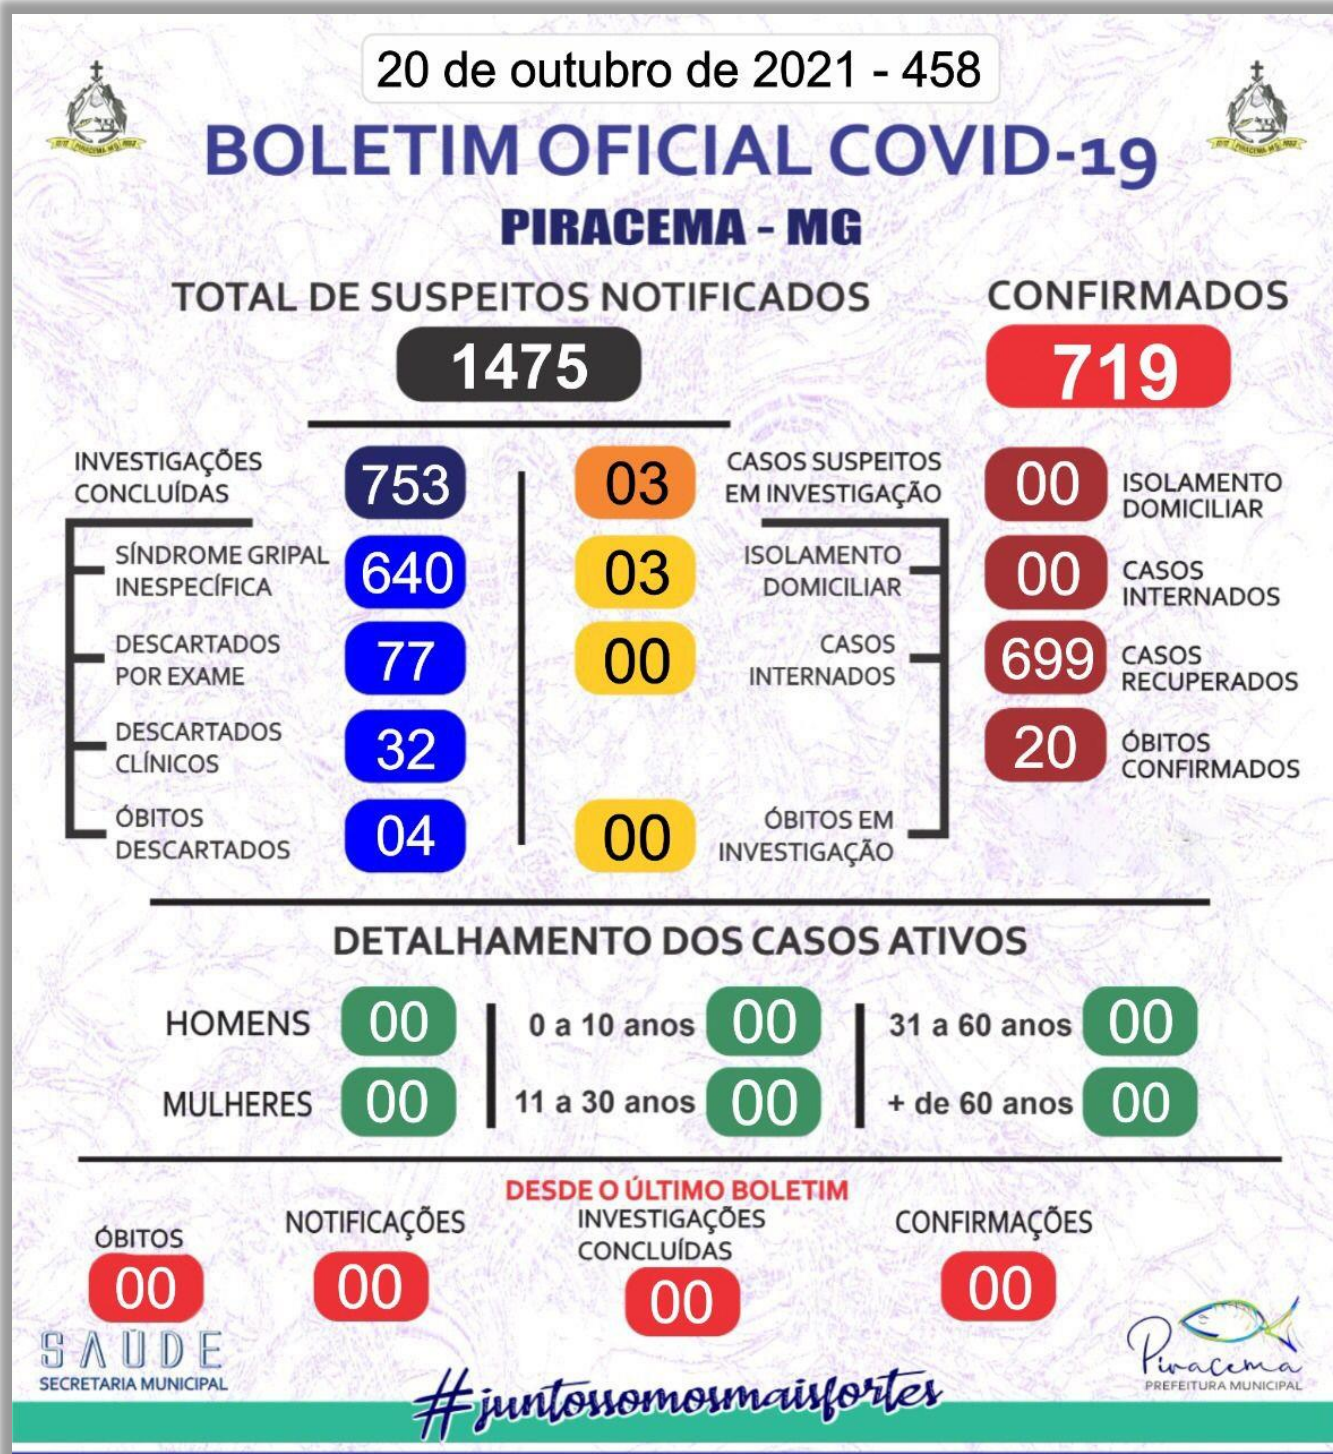 20 de outubro de 2021 - 458
BOLETIM OFICIAL COVID-19
PIRACEMA - MG
TOTAL DE SUSPEITOS NOTIFICADOS
1475
CONFIRMADOS
719
INVESTIGAÇÕES
CONCLUÍDAS
753
SÍNDROME GRIPAL
INESPECÍFICA
640
DESCARTADOS
POR EXAME
77
DESCARTADOS
CLÍNICOS
32
ÓBITOS
DESCARTADOS
04
03
CASOS SUSPEITOS
EM INVESTIGAÇÃO
03
ISOLAMENTO
DOMICILIAR
00
CASOS
INTERNADOS
00
ÓBITOS EM
INVESTIGAÇÃO
00
ISOLAMENTO
DOMICILIAR
00
CASOS
INTERNADOS
699
CASOS
RECUPERADOS
20
ÓBITOS
CONFIRMADOS
DETALHAMENTO DOS CASOS ATIVOS
HOMENS 00
MULHERES 00
0 a 10 anos 00
11 a 30 anos 00
31 a 60 anos 00
+ de 60 anos 00
DESDE O ÚLTIMO BOLETIM
ÓBITOS
00
NOTIFICAÇÕES
00
INVESTIGAÇÕES
CONCLUÍDAS
00
CONFIRMAÇÕES
00
SAÚDE
SECRETARIA MUNICIPAL
#juntossomosmaisfortes
Piracema
PREFEITURA MUNICIPAL